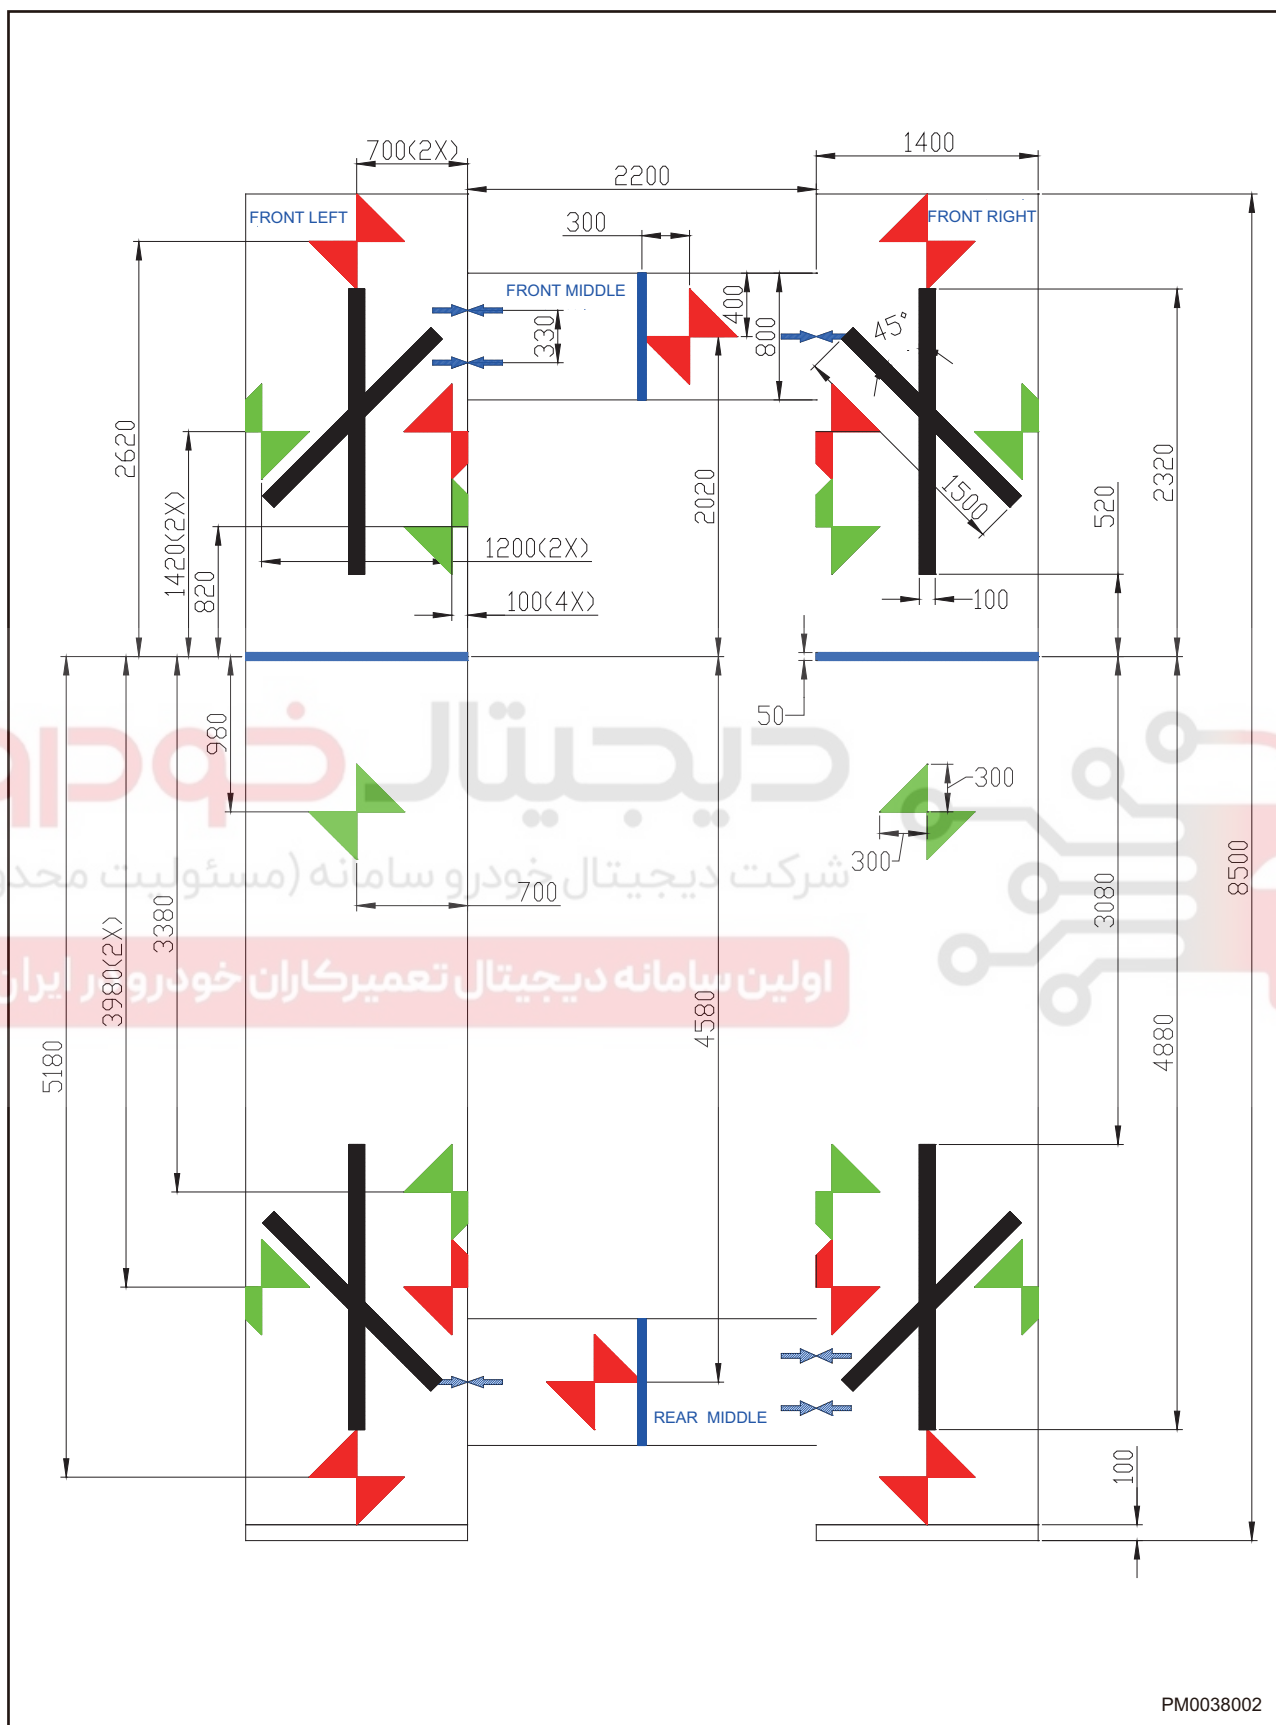 700(2X)
1400
2200
FRONT LEFT
300
FRONT RIGHT
FRONT MIDDLE
400
330
800
45°
2620
1420(2X)
820
2020
1500
520
2320
1200(2X)
100(4X)
100
50
980
دیجیتال خودرو
300
300
شرکت دیجیتال خودرو سامانه (مسئولیت
700
3080
8500
3380
3980(2X)
اولین سامانه دیجیتال تعمیرکاران خودرو در ایران
4580
5180
4880
REAR MIDDLE
100
PM0038002